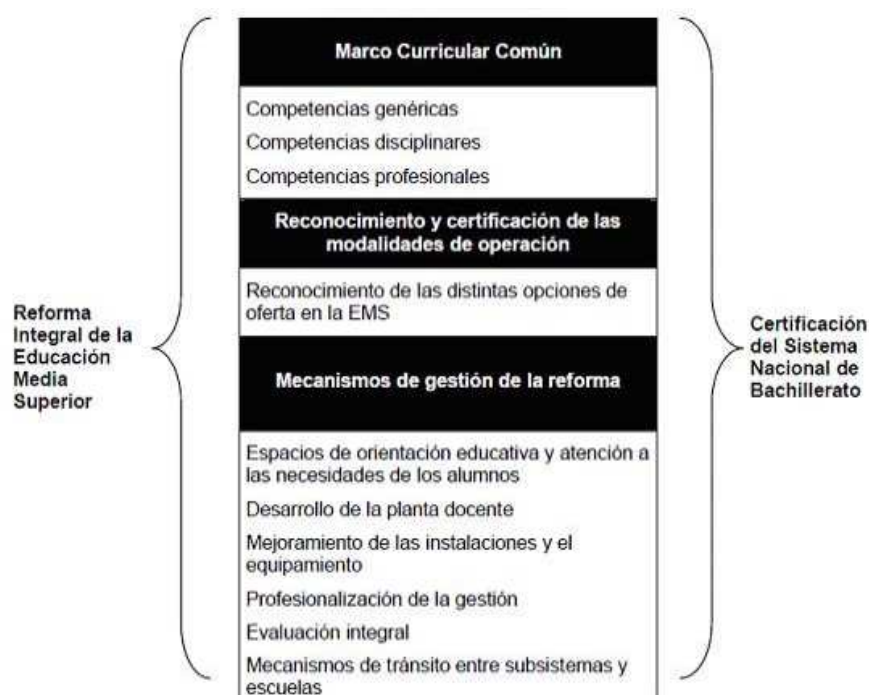 Reforma
Integral de la
Educación
Media
Superior
Marco Curricular Común
Competencias genéricas
Competencias disciplinares
Competencias profesionales
Reconocimiento y certificación de las
modalidades de operación
Reconocimiento de las distintas opciones de
oferta en la EMS
Mecanismos de gestión de la reforma
Espacios de orientación educativa y atención a
las necesidades de los alumnos
Desarrollo de la planta docente
Mejoramiento de las instalaciones y el
equipamiento
Profesionalización de la gestión
Evaluación integral
Mecanismos de tránsito entre subsistemas y
escuelas
Certificación
del Sistema
Nacional de
Bachillerato